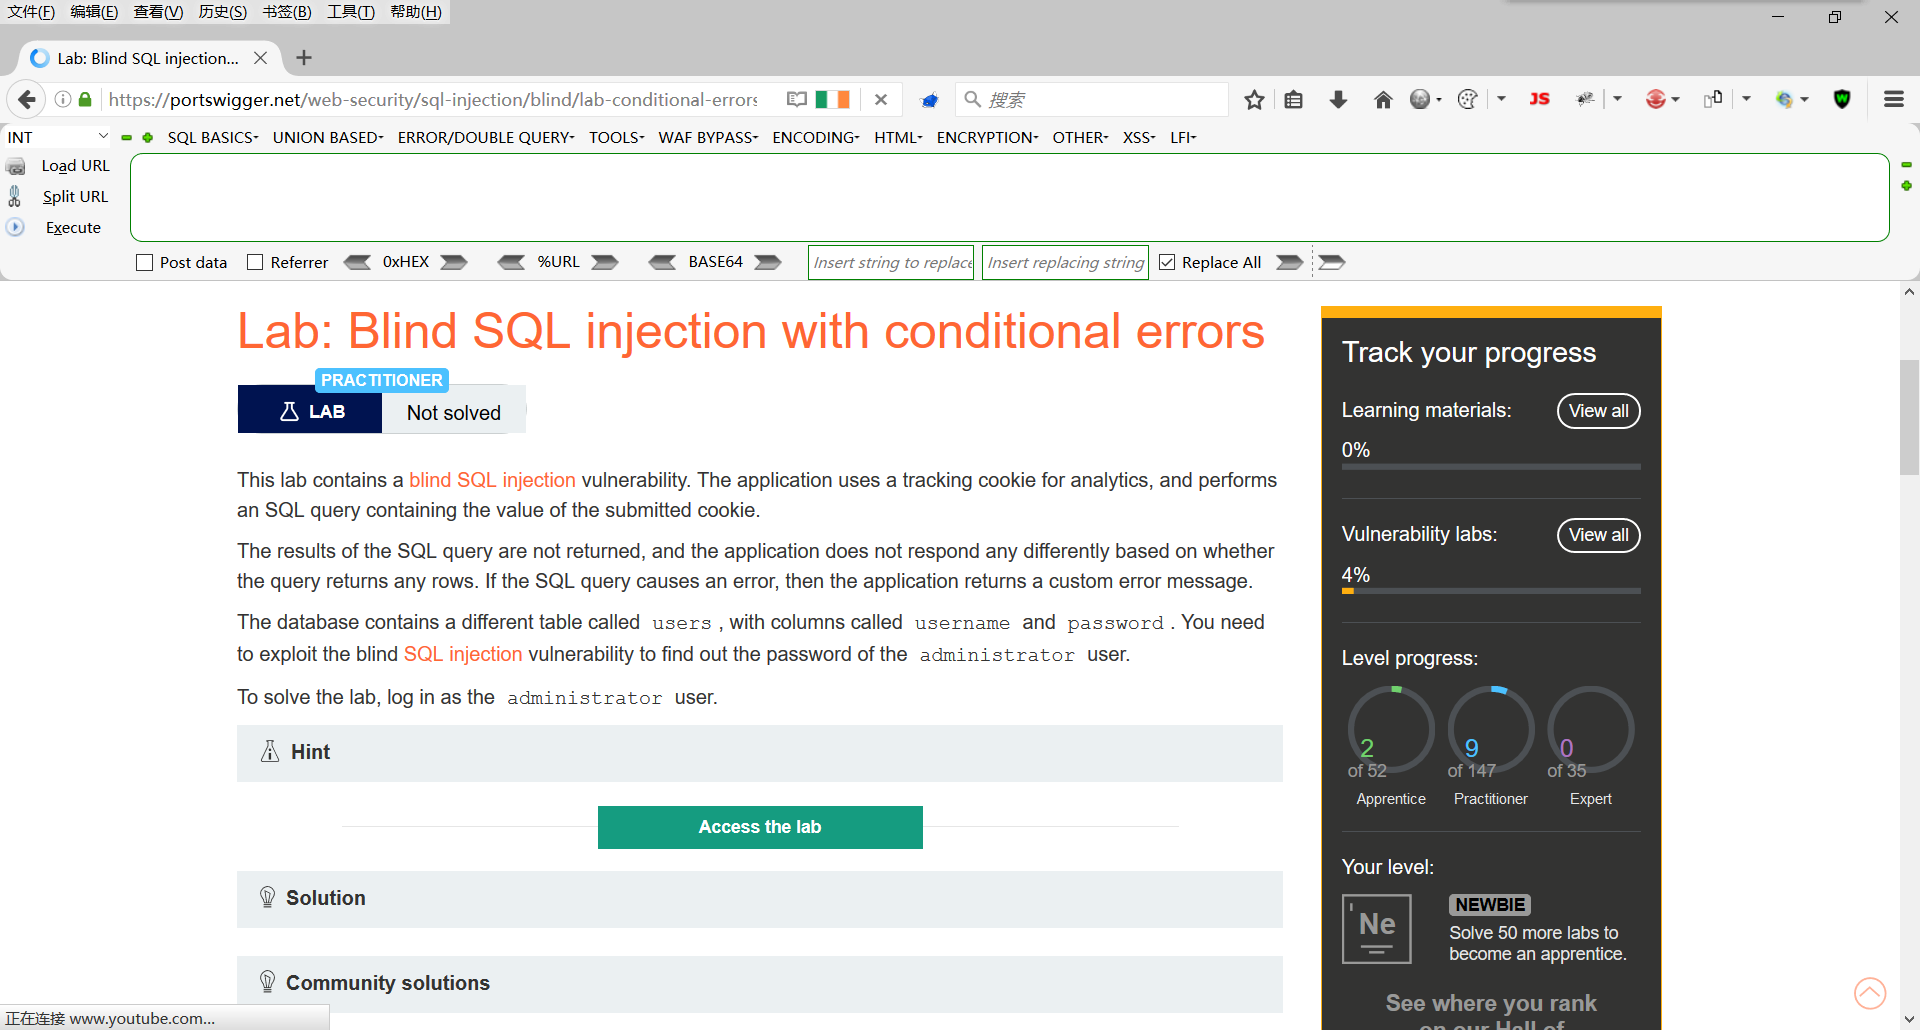 文件(F) 编辑(E) 查看(V) 历史(S) 书签(B) 工具(T) 帮助(H)
Lab: Blind SQL injection...
https://portswigger.net/web-security/sql-injection/blind/lab-conditional-errors
搜索
JS
W
INT
SQL BASICS UNION BASED ERROR/DOUBLE QUERY TOOLS WAF BYPASS ENCODING HTML ENCRYPTION OTHER XSS LFI
Load URL
Split URL
Execute
Post data Referrer 0xHEX %URL BASE64 Insert string to replace Insert replacing string Replace All
Lab: Blind SQL injection with conditional errors
PRACTITIONER
LAB Not solved
This lab contains a blind SQL injection vulnerability. The application uses a tracking cookie for analytics, and performs
an SQL query containing the value of the submitted cookie.
The results of the SQL query are not returned, and the application does not respond any differently based on whether
the query returns any rows. If the SQL query causes an error, then the application returns a custom error message.
The database contains a different table called users , with columns called username and password . You need
to exploit the blind SQL injection vulnerability to find out the password of the administrator user.
To solve the lab, log in as the administrator user.
Hint
Access the lab
Solution
Community solutions
Track your progress
Learning materials: View all
0%
Vulnerability labs: View all
4%
Level progress:
2 9 0
of 52 of 147 of 35
Apprentice Practitioner Expert
Your level:
Ne
NEWBIE
Solve 50 more labs to
become an apprentice.
See where you rank
on our Hall of
正在连接 www.youtube.com...